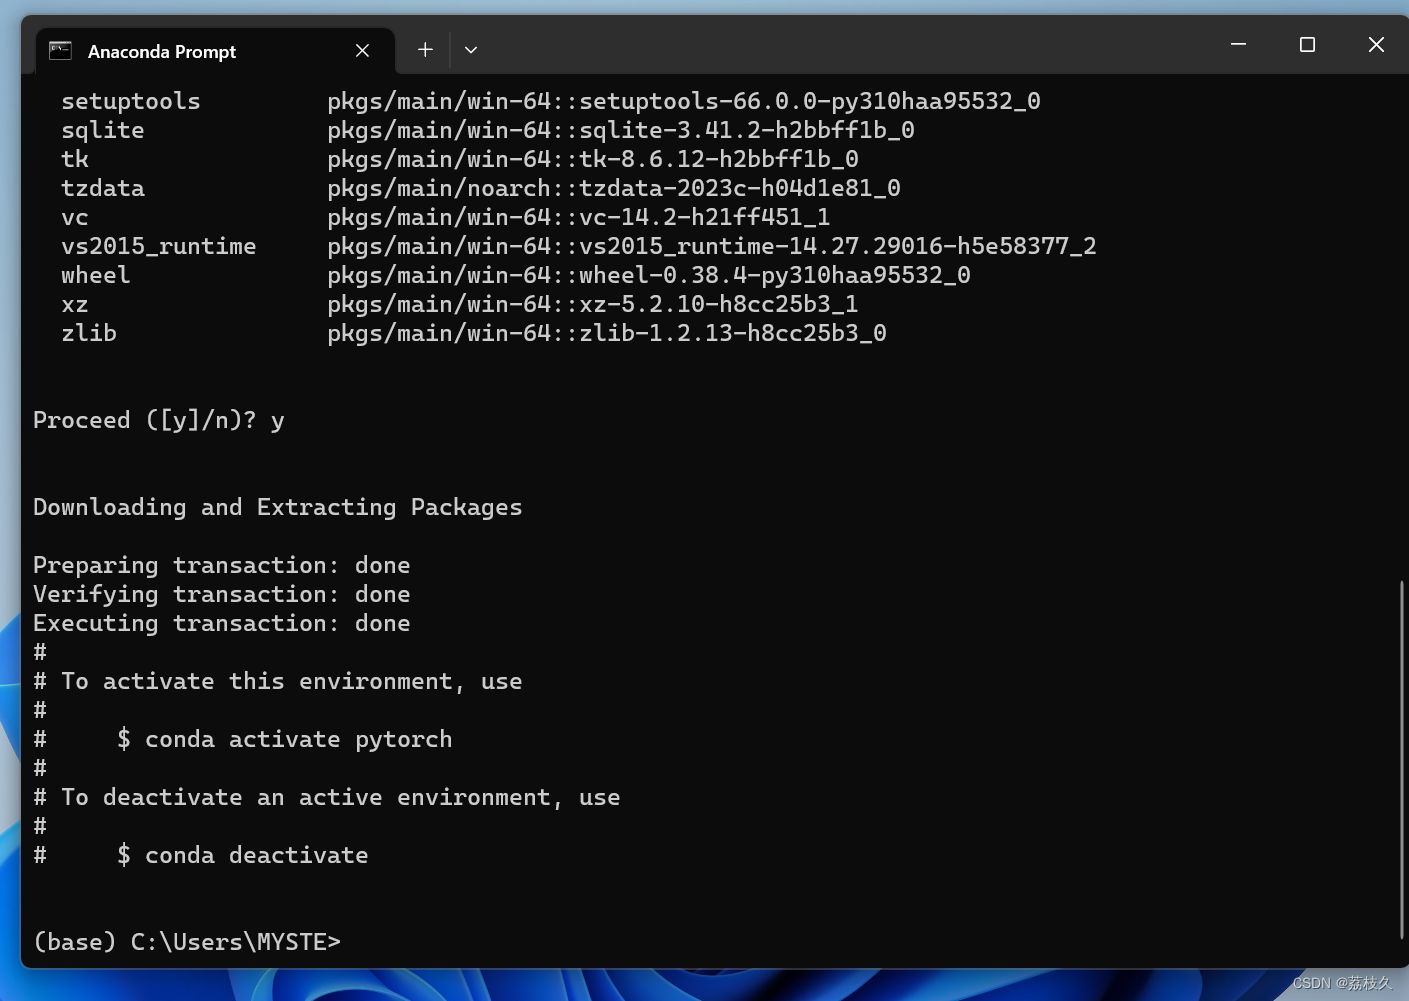 Anaconda Prompt
setuptools pkgs/main/win-64::setuptools-66.0.0-py310haa95532_0
sqlite pkgs/main/win-64::sqlite-3.41.2-h2bbff1b_0
tk pkgs/main/win-64::tk-8.6.12-h2bbff1b_0
tzdata pkgs/main/noarch::tzdata-2023c-h04d1e81_0
vc pkgs/main/win-64::vc-14.2-h21ff451_1
vs2015_runtime pkgs/main/win-64::vs2015_runtime-14.27.29016-h5e58377_2
wheel pkgs/main/win-64::wheel-0.38.4-py310haa95532_0
xz pkgs/main/win-64::xz-5.2.10-h8cc25b3_1
zlib pkgs/main/win-64::zlib-1.2.13-h8cc25b3_0
Proceed ([y]/n)? y
Downloading and Extracting Packages
Preparing transaction: done
Verifying transaction: done
Executing transaction: done
#
# To activate this environment, use
#
# $ conda activate pytorch
#
# To deactivate an active environment, use
#
# $ conda deactivate
(base) C:\Users\MYSTE>
CSDN @荔枝久